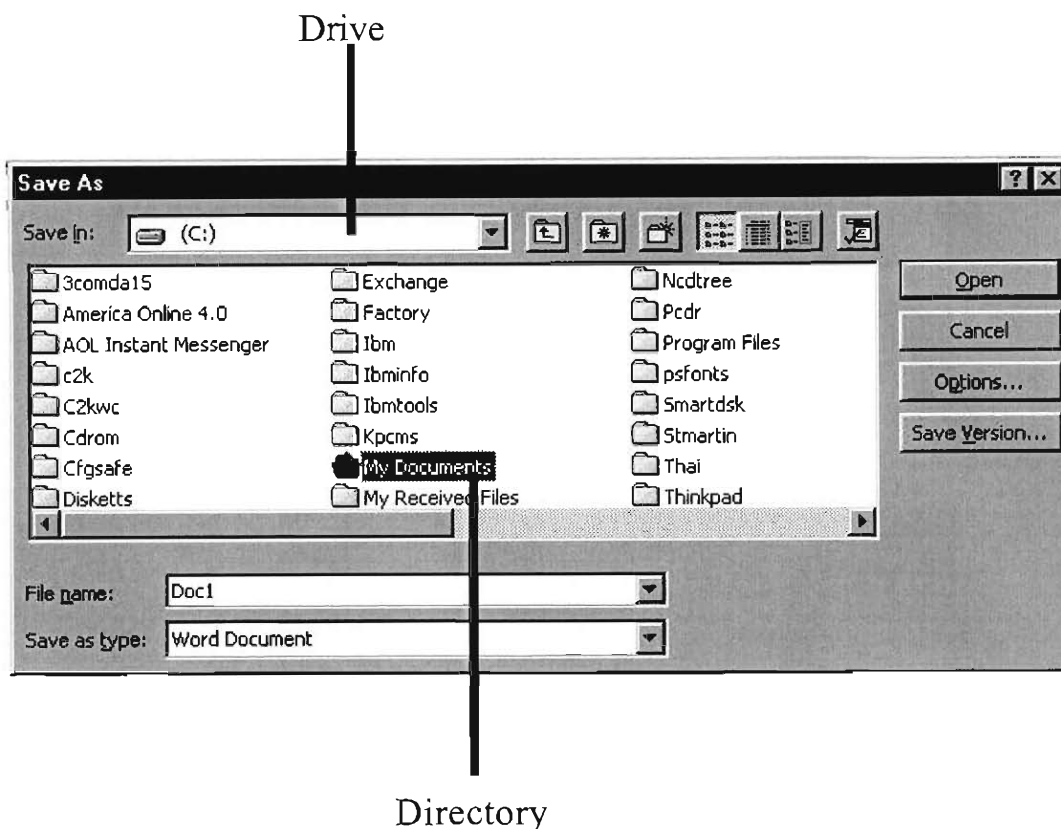 Drive
Save As
Save in: (C:)
3comda15 Exchange Ncdtree
America Online 4.0 Factory Pcdr
AOL Instant Messenger Ibm Program Files
c2k Ibminfo psfonts
C2kwc Ibmtools Smartdsk
Cdrom Kpcms Stmartin
Cfgsafe My Documents Thai
Disketts My Received Files Thinkpad
Open
Cancel
Options...
Save Version...
File name: Doc1
Save as type: Word Document
Directory